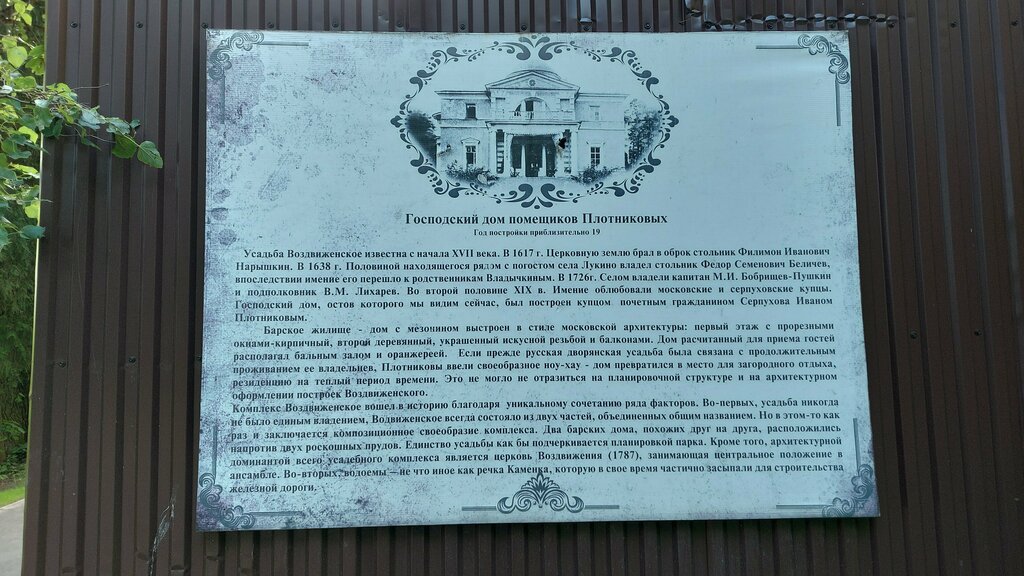 Господский дом помещиков Плотниковых
Год постройки приблизительно 19
Усадьба Воздвиженское известна с начала XVII века. В 1617 г. Церковную землю брал в оброк стольник Филимон Иванович
Нарышкин. В 1638 г. Половиной находящегося рядэм с погостом села Лукино владел стольник Федор Семенович Беличев,
впоследствии имение его перешло к родственникам Владычкиным. В 1726г. Селом владели капитан М.И. Бобрищев-Пушкин
и подполковник В.М. Лихарев. Во второй половине XIX в. Имение облюбовали московские и серпуховские купцы.
Господский дом, остов которого мы видим сейчас, был построен купцом почетным гражданином Серпухова Иваном
Плотниковым.
Барское жилище - дом с мезонином выстроен в стиле московской архитектуры: первый этаж с прорезными
окнами-кирпичный, второй деревянный, украшенный искусной резьбой и балконами. Дом расчитанный для приема гостей
располагал бальным залом и оранжереей. Если прежде русская дворянская усадьба была связана с продолжительным
проживанием ее владельцев, Плотниковы ввели своеобразное ноу-хау - дом превратился в место для загородного отдыха,
резиденцию на теплый период времени. Это не могло не отразиться на планировочной структуре и на архитектурном
оформлении построек Воздвиженского.
Комплекс Воздвиженское вошел в историю благодаря уникальному сочетанию ряда факторов. Во-первых, усадьба никогда
не было единым владением, Водвиженское всегда состояло из двух частей, объединенных общим названием. Но в этом-то как
раз и заключается композиционное своеобразие комплекса. Два барских дома, похожих друг на друга, расположились
напротив двух роскошных прудов. Единство усадьбы как бы подчеркивается планировкой парка. Кроме того, архитектурной
доминантой всего усадебного комплекса является церковь Воздвижения (1787), занимающая центральное положение в
ансамбле. Во-вторых, водоемы – не что иное как речка Каменка, которую в свое время частично засыпали для строительства
железной дороги.